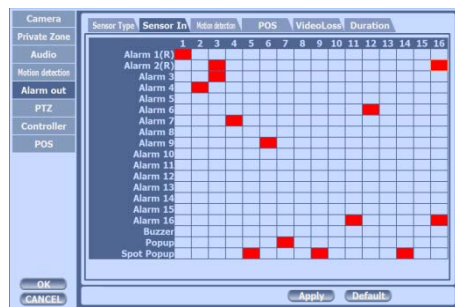 Camera
Private Zone
Audio
Motion detection
Alarm out
PTZ
Controller
POS
OK
CANCEL
Sensor Type Sensor In Motion detection POS VideoLoss Duration
1 2 3 4 5 6 7 8 9 10 11 12 13 14 15 16
Alarm 1(R)
Alarm 2(R)
Alarm 3
Alarm 4
Alarm 5
Alarm 6
Alarm 7
Alarm 8
Alarm 9
Alarm 10
Alarm 11
Alarm 12
Alarm 13
Alarm 14
Alarm 15
Alarm 16
Buzzer
Popup
Spot Popup
Apply Default